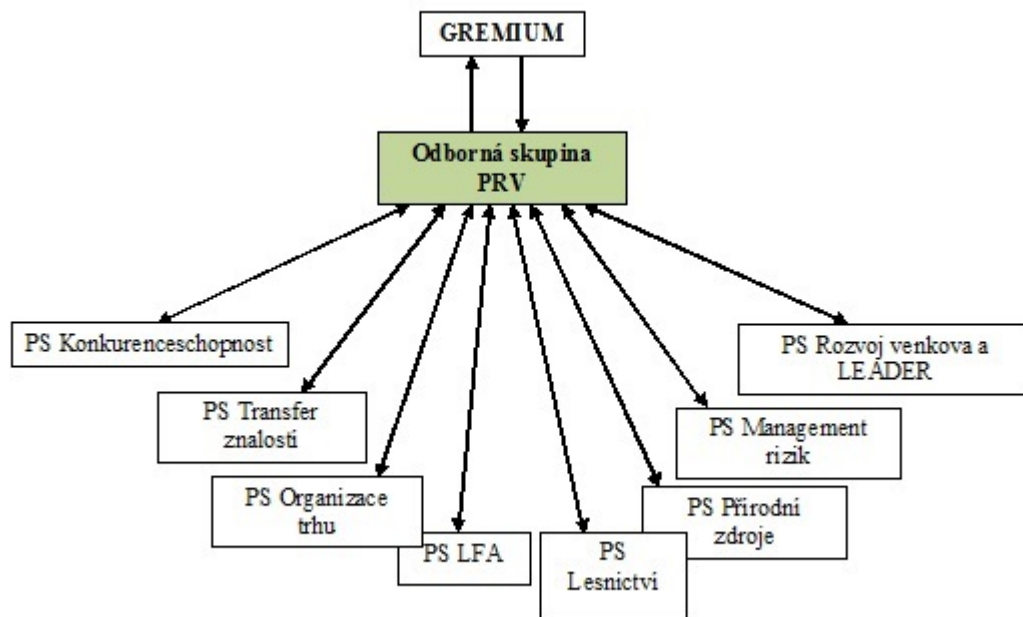 GREMIUM
Odborná skupina
PRV
PS Konkurenceschopnost
PS Rozvoj venkova a
LEADER
PS Transfer
znalostí
PS Management
rizik
PS Organizace
trhu
PS Přírodní
zdroje
PS LFA
PS
Lesnictví